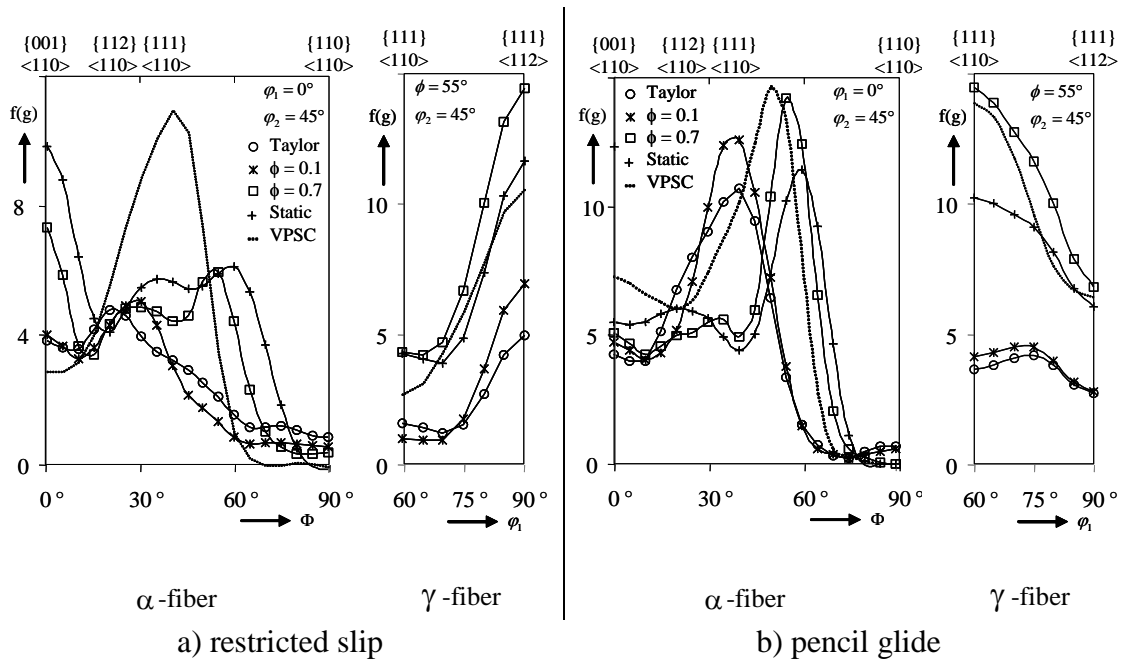 {001} {112} {111} {110}
<110> <110> <110> <110>
f(g)
φ₁ = 0°
φ₂ = 45°
Taylor
ϕ = 0.1
ϕ = 0.7
Static
VPSC
8
4
0
0 ° 30 ° 60 ° 90 °
Φ
α-fiber
{111} {111}
<110> <112>
f(g)
ϕ = 55°
φ₂ = 45°
10
5
0
60 ° 75 ° 90 °
φ₁
γ -fiber
a) restricted slip
{001} {112} {111} {110}
<110> <110> <110> <110>
f(g)
Taylor
ϕ = 0.1
ϕ = 0.7
Static
VPSC
φ₁ = 0°
φ₂ = 45°
10
5
0
0 ° 30 ° 60 ° 90 °
Φ
α-fiber
{111} {111}
<110> <112>
f(g)
ϕ = 55°
φ₂ = 45°
10
5
0
60 ° 75 ° 90 °
φ₁
γ -fiber
b) pencil glide